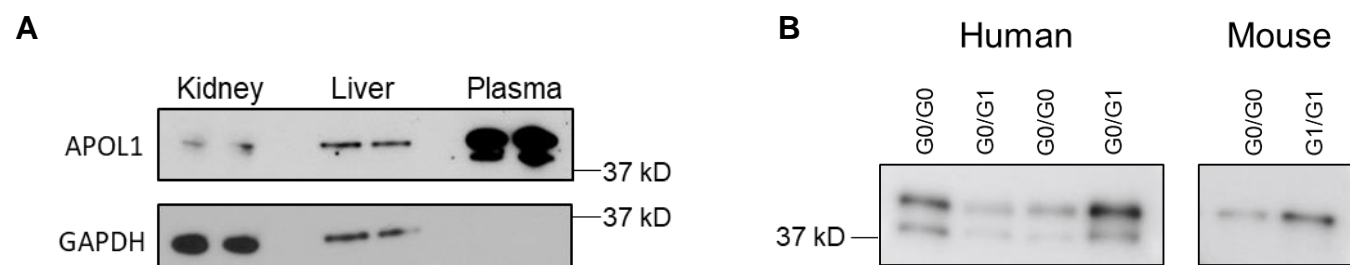 A
Kidney Liver Plasma
APOL1
37 kD
37 kD
GAPDH
B
Human Mouse
G0/G0 G0/G1 G0/G0 G0/G1 G0/G0 G1/G1
37 kD